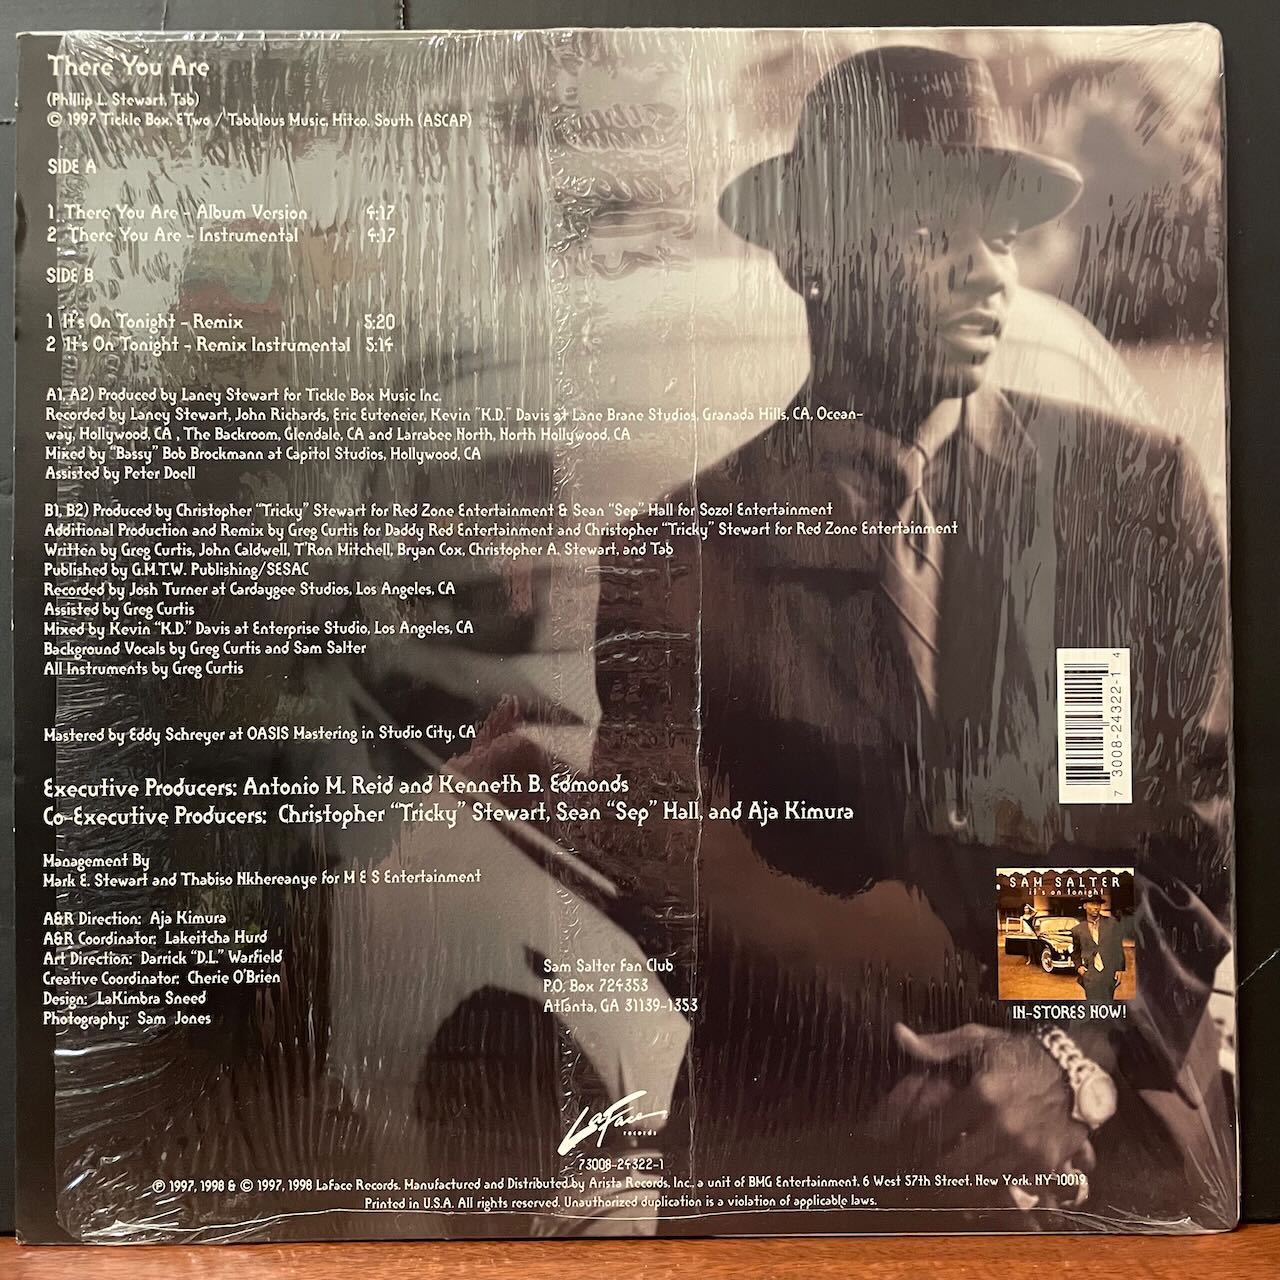 There You Are
(Phillip L. Stewart, Tab)
© 1997 Tickle Box, ETwo / Tabulous Music, Hitco. South (ASCAP)
SIDE A
1 There You Are - Album Version 4:17
2 There You Are - Instrumental 4:17
SIDE B
1 It's On Tonight - Remix 5:20
2 It's On Tonight - Remix Instrumental 5:14
A1, A2) Produced by Laney Stewart for Tickle Box Music Inc.
Recorded by Laney Stewart, John Richards, Eric Euteneier, Kevin "K.D." Davis at Lane Brane Studios, Granada Hills, CA, Ocean-
way, Hollywood, CA , The Backroom, Glendale, CA and Larrabee North, North Hollywood, CA
Mixed by "Bassy" Bob Brockmann at Capitol Studios, Hollywood, CA
Assisted by Peter Doell
B1, B2) Produced by Christopher "Tricky" Stewart for Red Zone Entertainment & Sean "Sep" Hall for Sozo! Entertainment
Additional Production and Remix by Greg Curtis for Daddy Red Entertainment and Christopher "Tricky" Stewart for Red Zone Entertainment
Written by Greg Curtis, John Caldwell, T'Ron Mitchell, Bryan Cox, Christopher A. Stewart, and Tab
Published by G.M.T.W. Publishing/SESAC
Recorded by Josh Turner at Cardaygee Studios, Los Angeles, CA
Assisted by Greg Curtis
Mixed by Kevin "K.D." Davis at Enterprise Studio, Los Angeles, CA
Background Vocals by Greg Curtis and Sam Salter
All Instruments by Greg Curtis
Mastered by Eddy Schreyer at OASIS Mastering in Studio City, CA
Executive Producers: Antonio M. Reid and Kenneth B. Edmonds
Co-Executive Producers: Christopher "Tricky" Stewart, Sean "Sep" Hall, and Aja Kimura
Management By
Mark E. Stewart and Thabiso Nkhereanye for M E S Entertainment
A&R Direction: Aja Kimura
A&R Coordinator: Lakeitcha Hurd
Art Direction: Darrick "D.L." Warfield
Creative Coordinator: Cherie O'Brien
Design: LaKimbra Sneed
Photography: Sam Jones
Sam Salter Fan Club
P.O. Box 724353
Atlanta, GA 31139-1353
7 3008-24322-1 4
SAM SALTER
it's on tonight
IN-STORES NOW!
LaFace
records
73008-24322-1
℗ 1997, 1998 & © 1997, 1998 LaFace Records. Manufactured and Distributed by Arista Records, Inc., a unit of BMG Entertainment, 6 West 57th Street, New York, NY 10019.
Printed in U.S.A. All rights reserved. Unauthorized duplication is a violation of applicable laws.